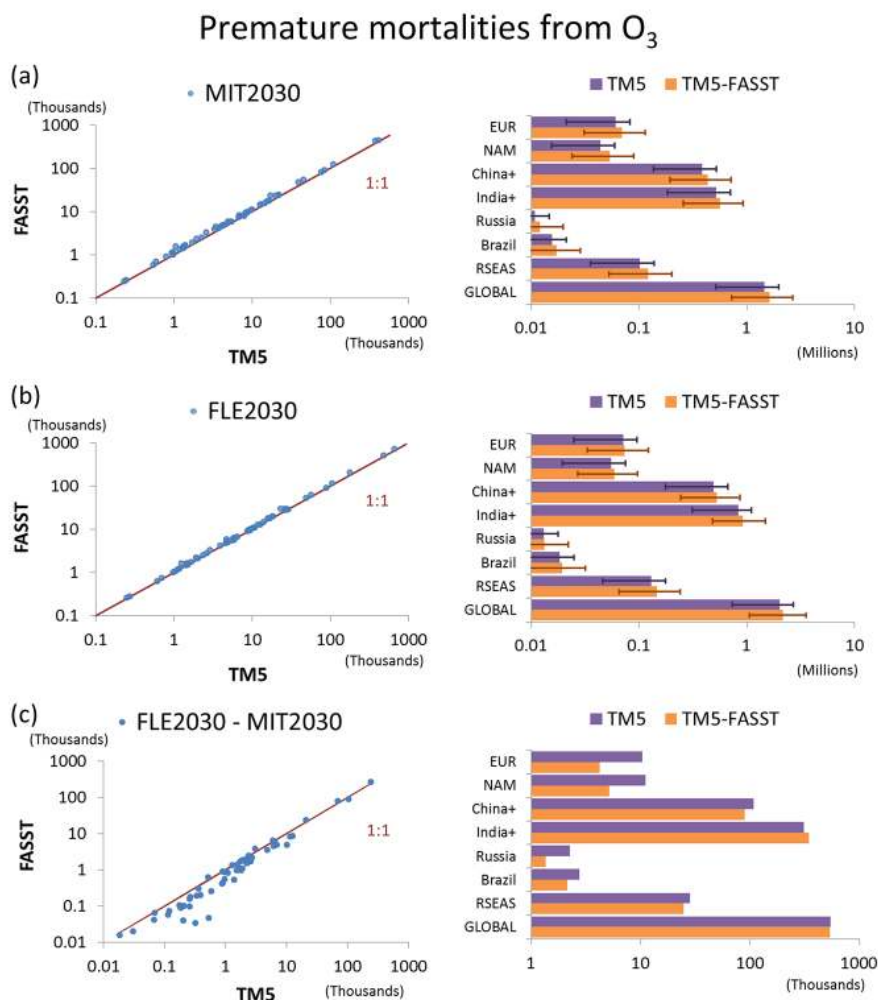 Premature mortalities from O3
(a)
(Thousands)
MIT2030
1000
100
10
1
0.1
FASST
1:1
0.1 1 10 100 1000
TM5
(Thousands)
TM5 TM5-FASST
EUR
NAM
China+
India+
Russia
Brazil
RSEAS
GLOBAL
0.01 0.1 1 10
(Millions)
(b)
(Thousands)
FLE2030
1000
100
10
1
0.1
FASST
1:1
0.1 1 10 100 1000
TM5
(Thousands)
TM5 TM5-FASST
EUR
NAM
China+
India+
Russia
Brazil
RSEAS
GLOBAL
0.01 0.1 1 10
(Millions)
(c)
(Thousands)
FLE2030 - MIT2030
1000
100
10
1
0.1
0.01
FASST
1:1
0.01 0.1 1 10 100 1000
TM5
(Thousands)
TM5 TM5-FASST
EUR
NAM
China+
India+
Russia
Brazil
RSEAS
GLOBAL
1 10 100 1000
(Thousands)